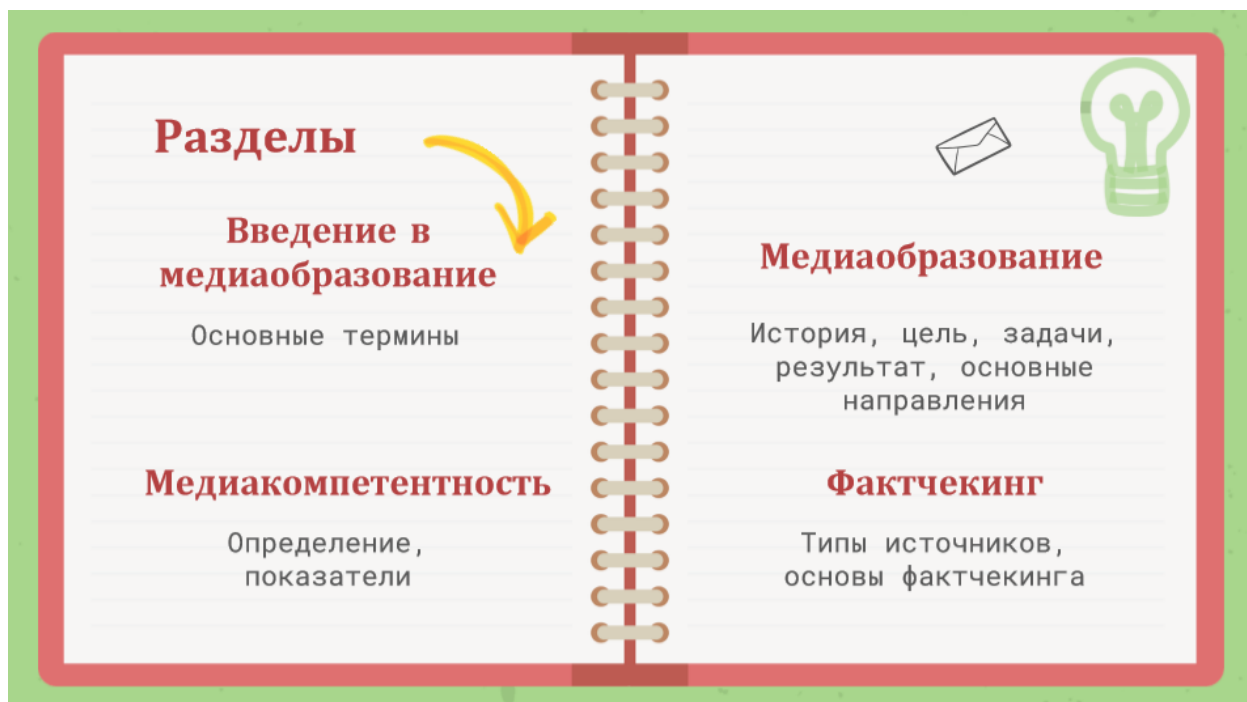 Разделы
Введение в
медиаобразование
Основные термины
Медиакомпетентность
Определение,
показатели
Медиаобразование
История, цель, задачи,
результат, основные
направления
Фактчекинг
Типы источников,
основы фактчекинга